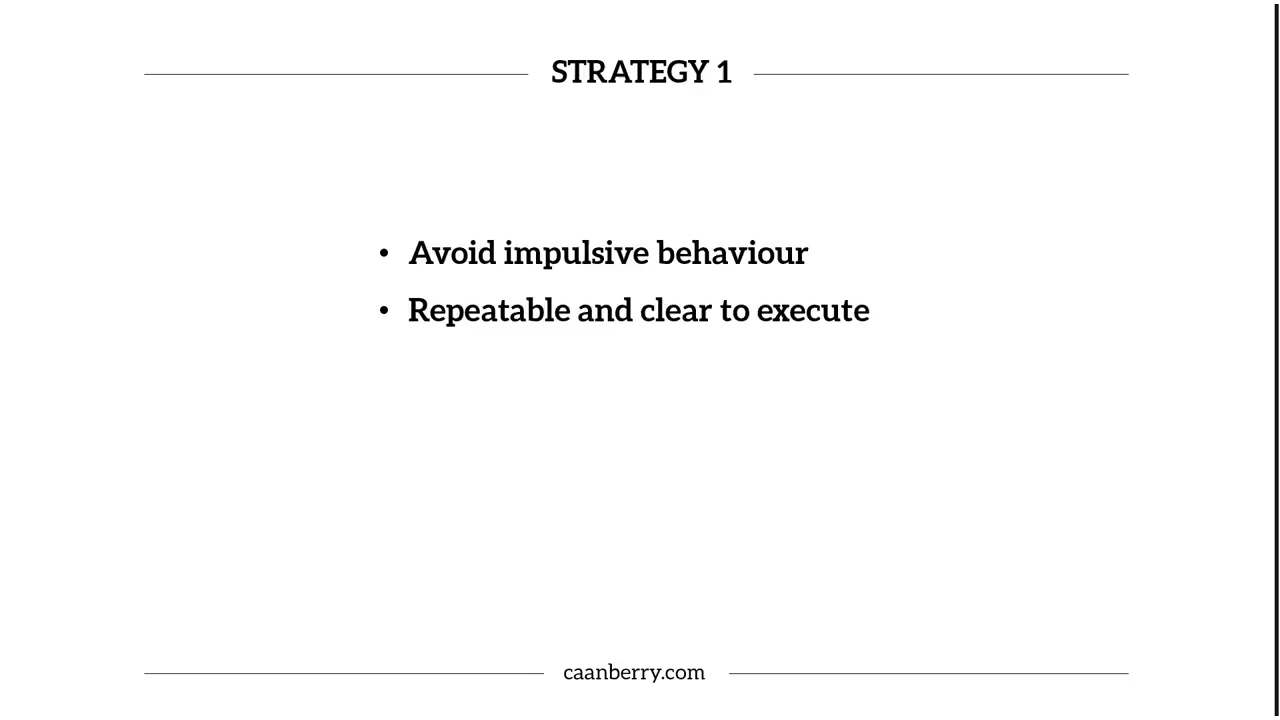 STRATEGY 1
• Avoid impulsive behaviour
• Repeatable and clear to execute
caanberry.com